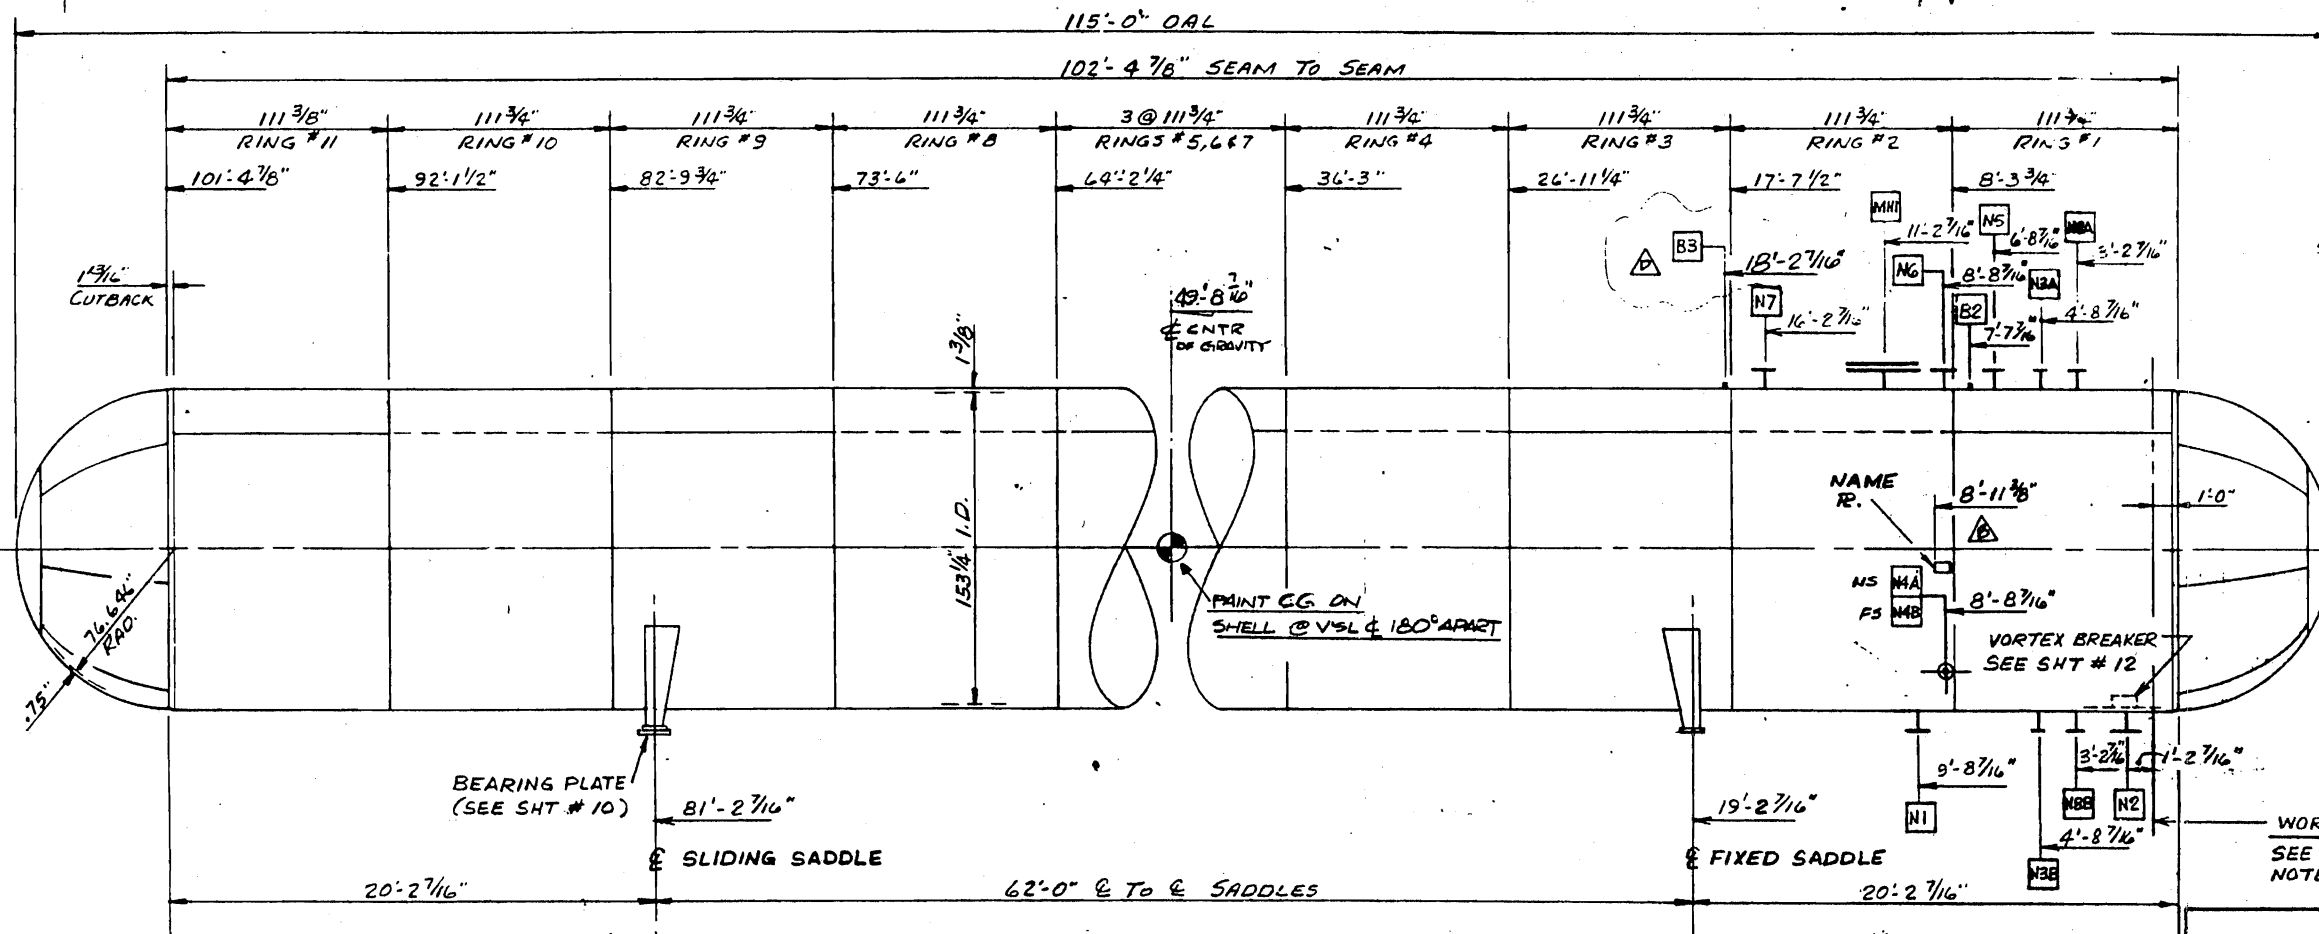 115'-0" OAL
102'-4 7/8" SEAM TO SEAM
111 3/8" 111 3/4" 111 3/4" 111 3/4" 3 @ 111 3/4" 111 3/4" 111 3/4" 111 3/4" 111 3/4"
RING #11 RING #10 RING #9 RING #8 RINGS #5,6 & 7 RING #4 RING #3 RING #2 RING #1
101'-4 7/8" 92'-1 1/2" 82'-9 3/4" 73'-6" 64'-2 1/4" 36'-3" 26'-11 1/4" 17'-7 1/2" 8'-3 3/4"
MH1 N5
11'-2 7/16" 6'-8 7/16" 3'-2 7/16"
B3
D
18'-2 7/16"
N6 8'-8 7/16" N3A
1 3/16"
CUTBACK
49'-8 7/16"
N7 B2
16'-2 7/16" 7'-7 7/16" 4'-8 7/16"
℄ CNTR
OF GRAVITY
1 3/8"
153 1/4" I.D.
NAME
PL.
8'-11 3/8"
1'-0"
NS N4A
FS N4B
8'-8 7/16"
PAINT CG ON
SHELL @ VSL ℄ 180° APART
76.646"
RAD.
.75"
VORTEX BREAKER
SEE SHT # 12
BEARING PLATE
(SEE SHT # 10)
3'-2 7/16" 1'-2 7/16"
9'-8 7/16"
81'-2 7/16" 19'-2 7/16"
N1 N8B N2
4'-8 7/16"
WOR
SEE
NOTE
℄ SLIDING SADDLE ℄ FIXED SADDLE
N3B
20'-2 7/16" 62'-0" ℄ TO ℄ SADDLES 20'-2 7/16"